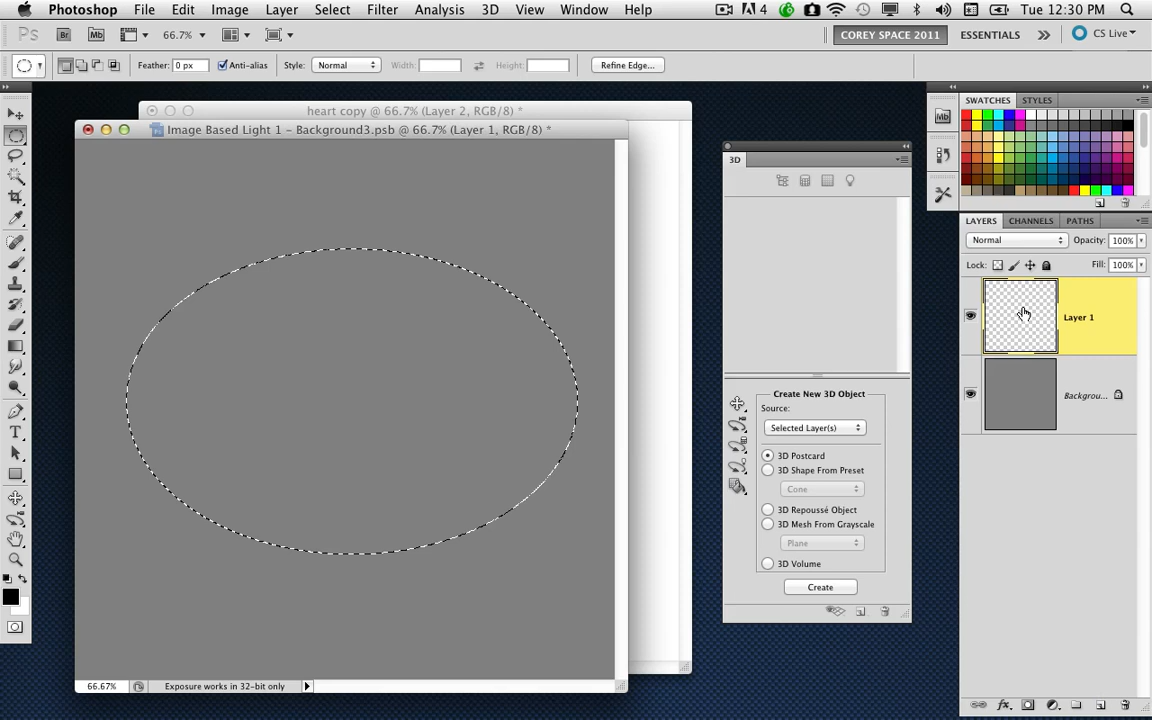 Photoshop File Edit Image Layer Select Filter Analysis 3D View Window Help 4 Tue 12:30 PM
Ps Br Mb 66.7% COREY SPACE 2011 ESSENTIALS CS Live
Feather: 0 px Anti-alias Style: Normal Width: Height: Refine Edge...
heart copy @ 66.7% (Layer 2, RGB/8) *
Image Based Light 1 - Background3.psb @ 66.7% (Layer 1, RGB/8) *
SWATCHES STYLES
Mb
3D
LAYERS CHANNELS PATHS
Normal Opacity: 100%
Lock: Fill: 100%
Layer 1
Backgrou...
Create New 3D Object
Source:
Selected Layer(s)
3D Postcard
3D Shape From Preset
Cone
3D Repoussé Object
3D Mesh From Grayscale
Plane
3D Volume
Create
T
66.67% Exposure works in 32-bit only
fx